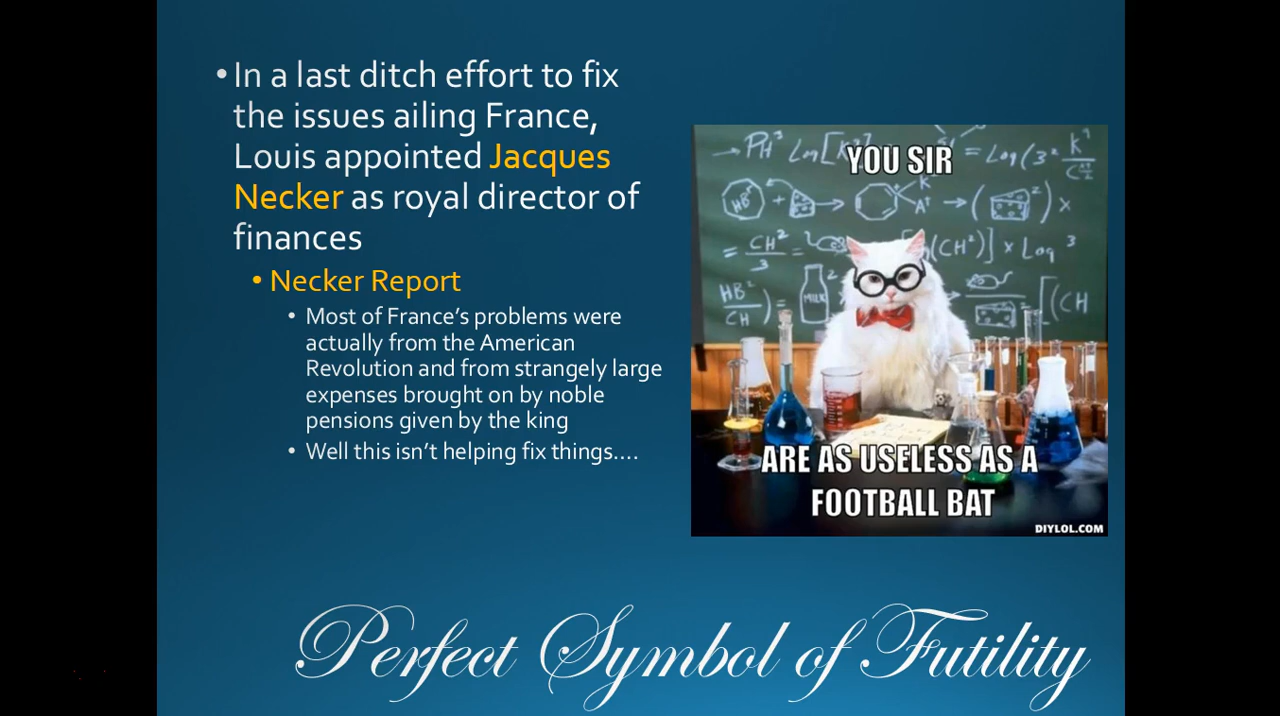 • In a last ditch effort to fix
the issues ailing France,
Louis appointed Jacques
Necker as royal director of
finances
• Necker Report
• Most of France’s problems were
actually from the American
Revolution and from strangely large
expenses brought on by noble
pensions given by the king
• Well this isn’t helping fix things….
YOU SIR
ARE AS USELESS AS A
FOOTBALL BAT
MILK
DIYLOL.COM
Perfect Symbol of Futility